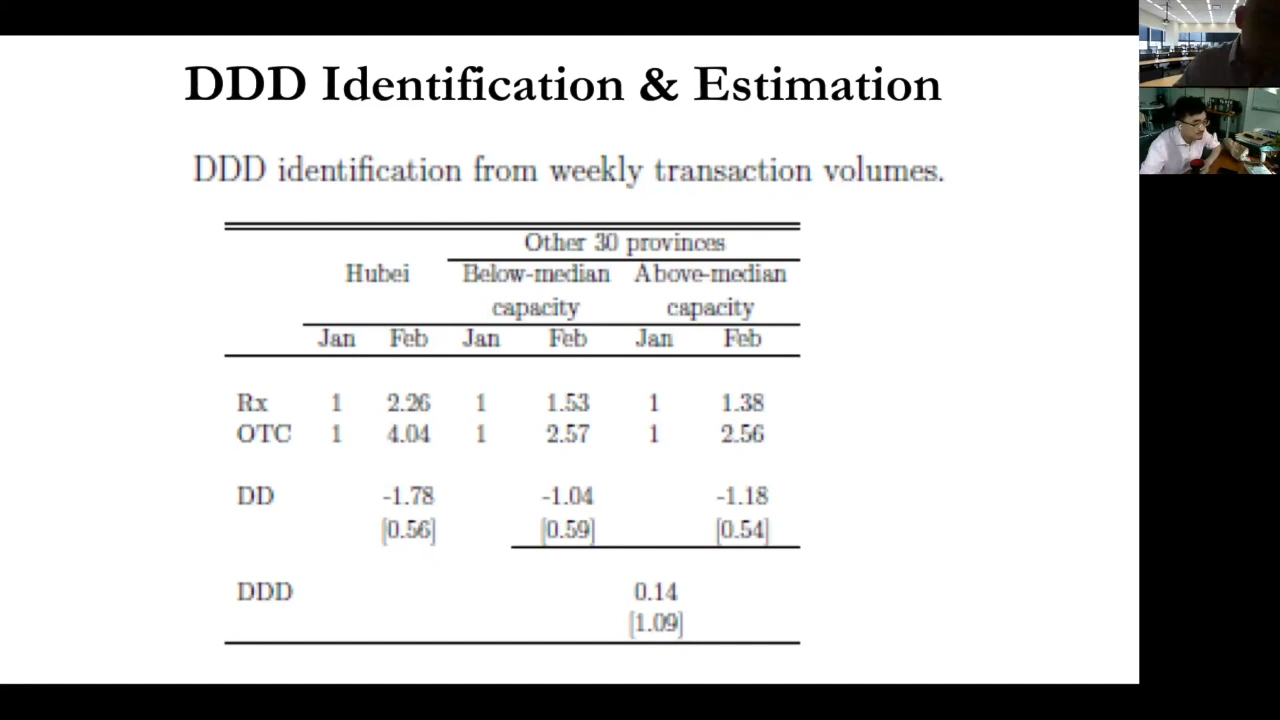 DDD Identification & Estimation
DDD identification from weekly transaction volumes.
Other 30 provinces
Hubei Below-median Above-median
capacity capacity
Jan Feb Jan Feb Jan Feb
Rx 1 2.26 1 1.53 1 1.38
OTC 1 4.04 1 2.57 1 2.56
DD -1.78 -1.04 -1.18
[0.56] [0.59] [0.54]
DDD 0.14
[1.09]